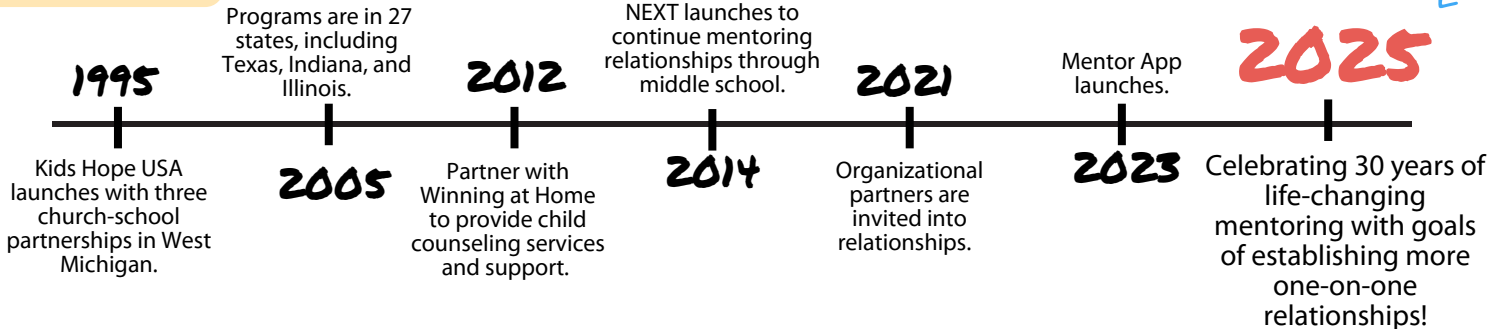 1995
Kids Hope USA
launches with three
church-school
partnerships in West
Michigan.
Programs are in 27
states, including
Texas, Indiana, and
Illinois.
2005
2012
Partner with
Winning at Home
to provide child
counseling services
and support.
NEXT launches to
continue mentoring
relationships through
middle school.
2014
2021
Organizational
partners are
invited into
relationships.
Mentor App
launches.
2023
2025
Celebrating 30 years of
life-changing
mentoring with goals
of establishing more
one-on-one
relationships!